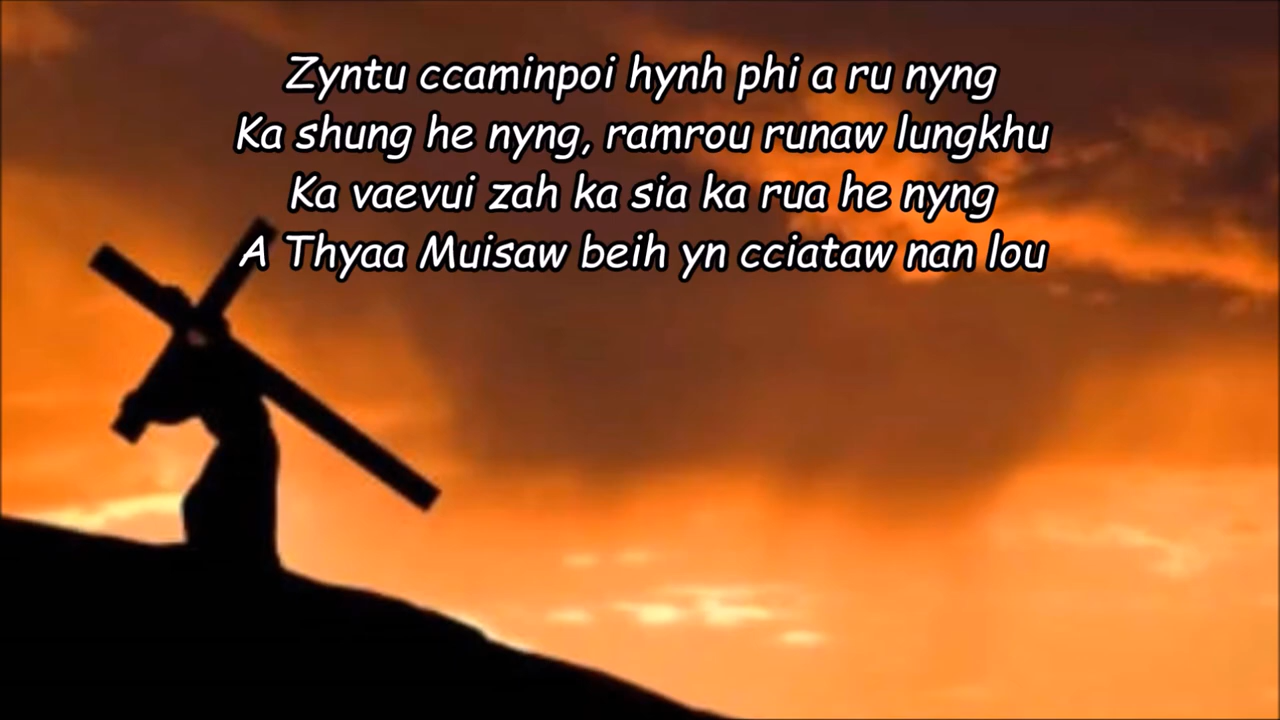 Zyntu ccaminpoi hynh phi a ru nyng
Ka shung he nyng, ramrou runaw lungkhu
Ka vaevui zah ka sia ka rua he nyng
A Thyaa Muisaw beih yn cciataw nan lou